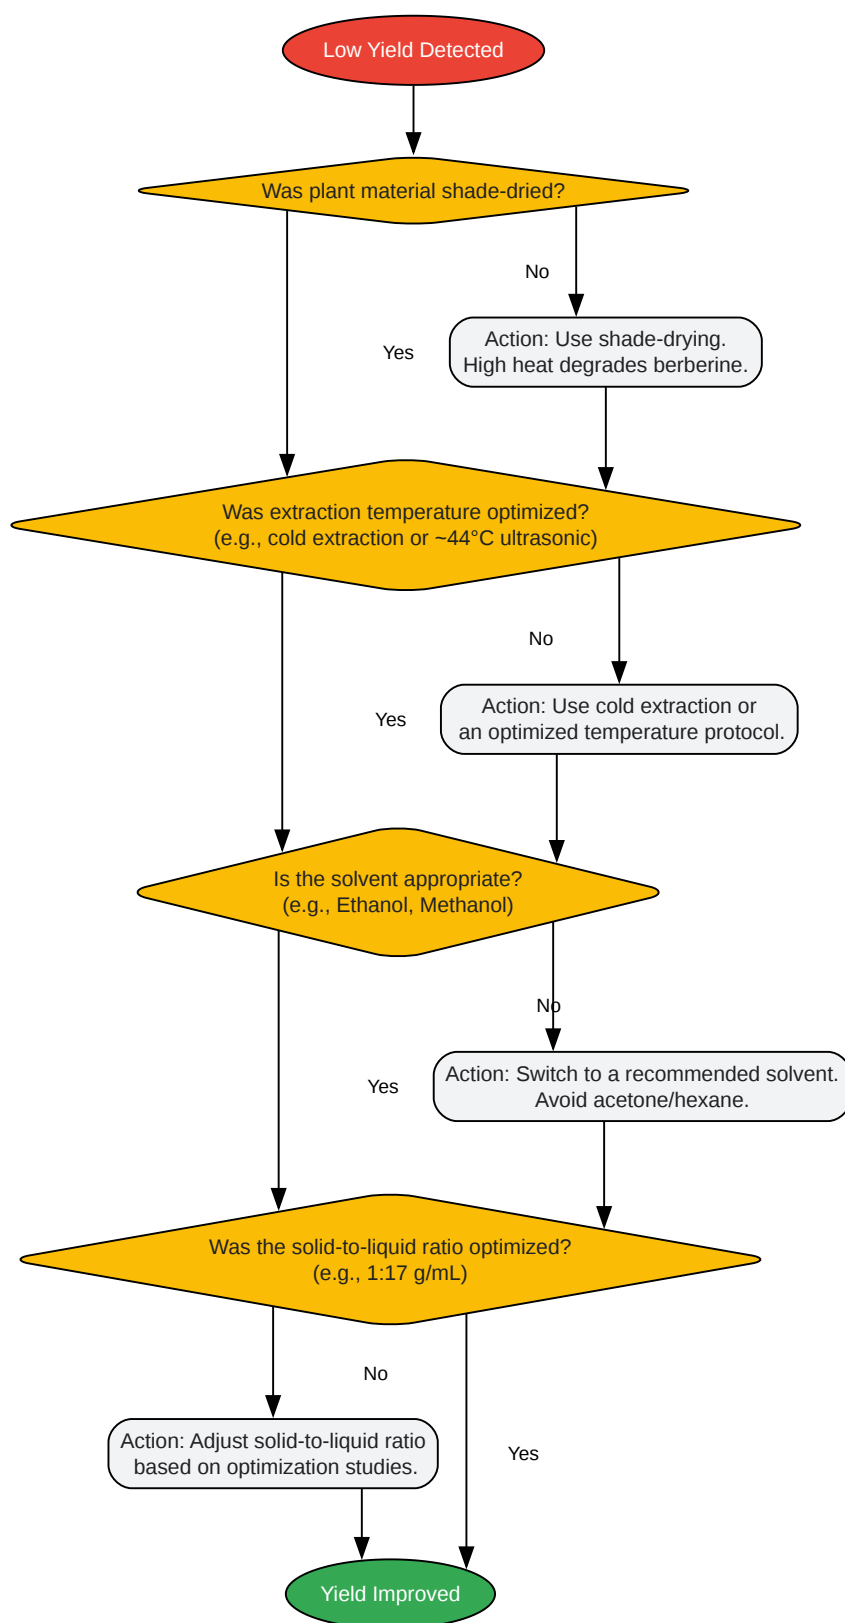 Low Yield Detected
Was plant material shade-dried?
No
Yes
Action: Use shade-drying.
High heat degrades berberine.
Was extraction temperature optimized?
(e.g., cold extraction or ~44°C ultrasonic)
No
Yes
Action: Use cold extraction or
an optimized temperature protocol.
Is the solvent appropriate?
(e.g., Ethanol, Methanol)
No
Yes
Action: Switch to a recommended solvent.
Avoid acetone/hexane.
Was the solid-to-liquid ratio optimized?
(e.g., 1:17 g/mL)
No
Action: Adjust solid-to-liquid ratio
based on optimization studies.
Yes
Yield Improved